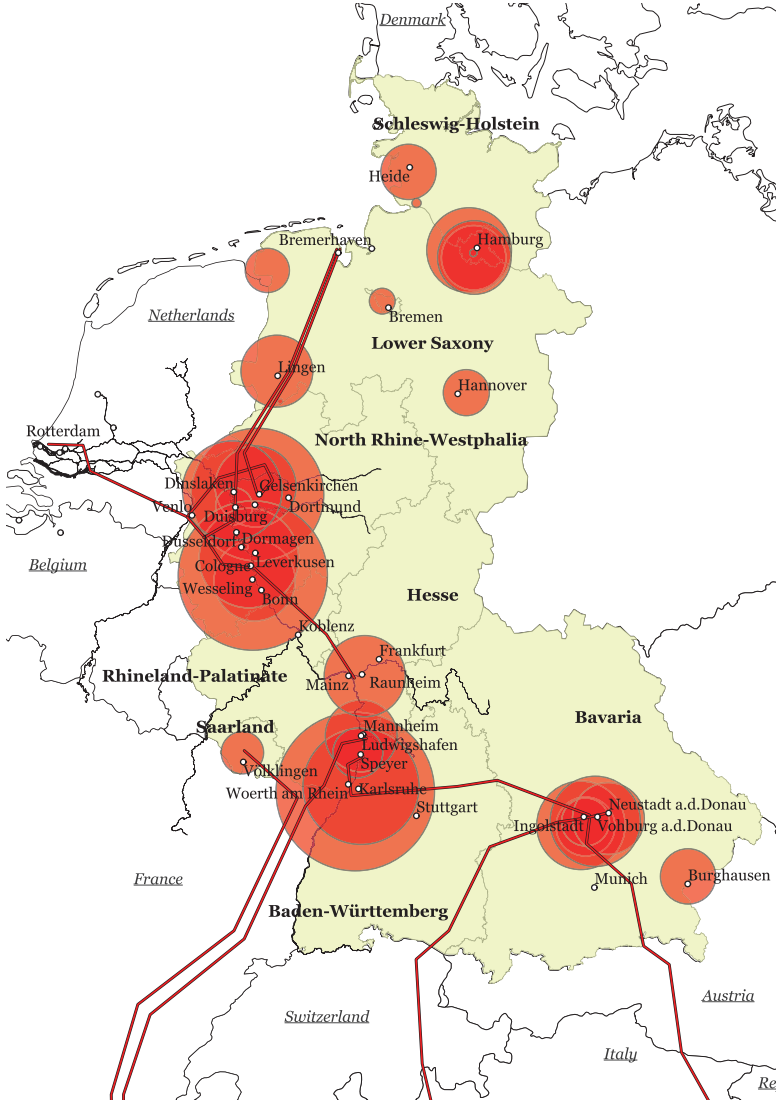 Denmark
Schleswig-Holstein
Heide
Bremerhaven
Hamburg
Netherlands
Bremen
Lower Saxony
Lingen
Hannover
Rotterdam
North Rhine-Westphalia
Dinslaken
Gelsenkirchen
Venlo
Duisburg
Dortmund
Düsseldorf
Dormagen
Belgium
Cologne
Leverkusen
Wesseling
Bonn
Hesse
Koblenz
Frankfurt
Rhineland-Palatinate
Mainz
Raunheim
Bavaria
Saarland
Mannheim
Ludwigshafen
Völklingen
Speyer
Woerth am Rhein
Karlsruhe
Stuttgart
Neustadt a.d.Donau
Ingolstadt
Vohburg a.d.Donau
France
Munich
Burghausen
Baden-Württemberg
Austria
Switzerland
Italy
Re